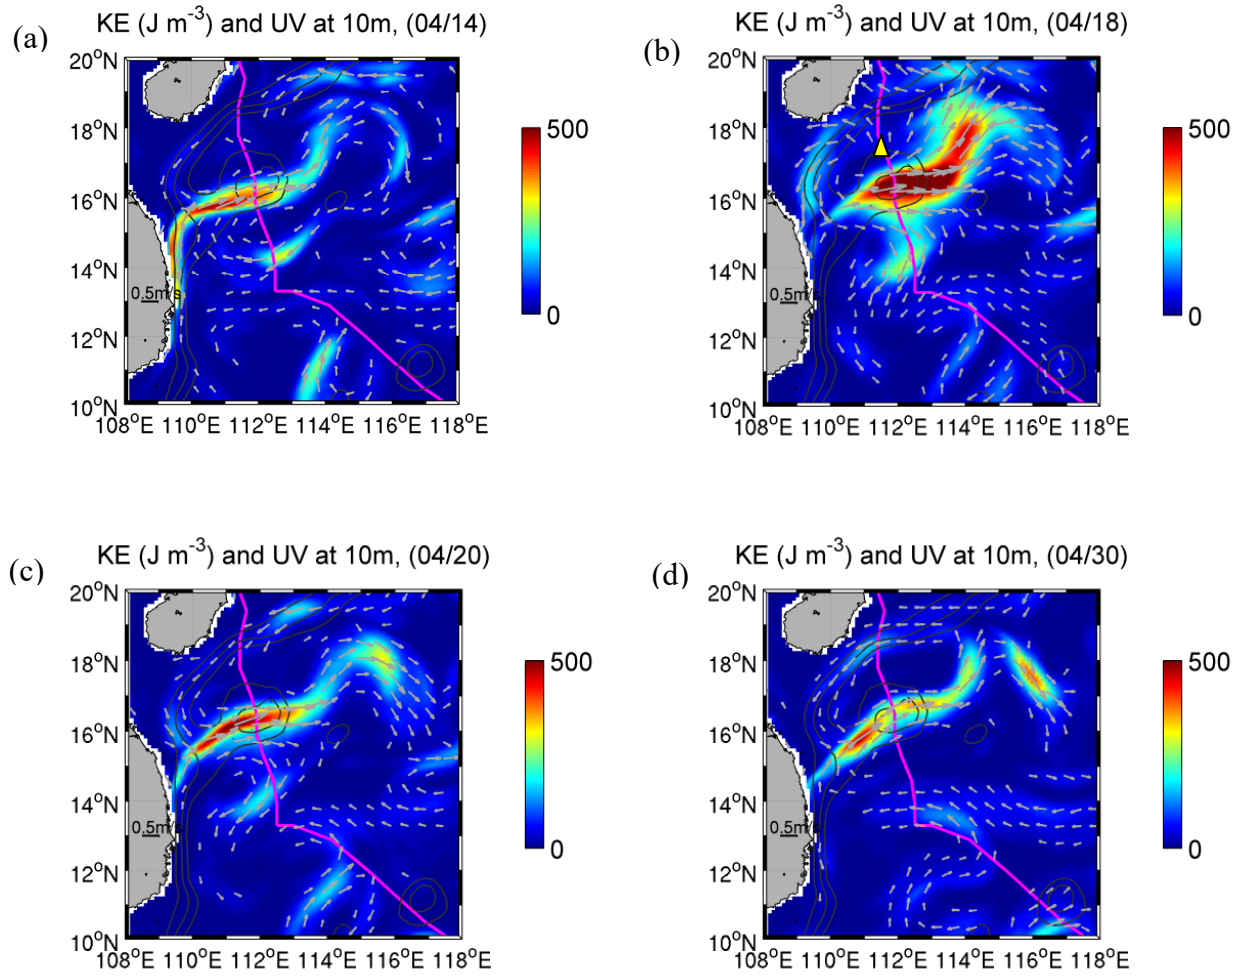 (a)
KE (J m⁻³) and UV at 10m, (04/14)
20°N
18°N
16°N
14°N
12°N
10°N
0.5m/s
108°E 110°E 112°E 114°E 116°E 118°E
500
0
(b)
KE (J m⁻³) and UV at 10m, (04/18)
20°N
18°N
16°N
14°N
12°N
10°N
0.5m/s
108°E 110°E 112°E 114°E 116°E 118°E
500
0
(c)
KE (J m⁻³) and UV at 10m, (04/20)
20°N
18°N
16°N
14°N
12°N
10°N
0.5m/s
108°E 110°E 112°E 114°E 116°E 118°E
500
0
(d)
KE (J m⁻³) and UV at 10m, (04/30)
20°N
18°N
16°N
14°N
12°N
10°N
0.5m/s
108°E 110°E 112°E 114°E 116°E 118°E
500
0